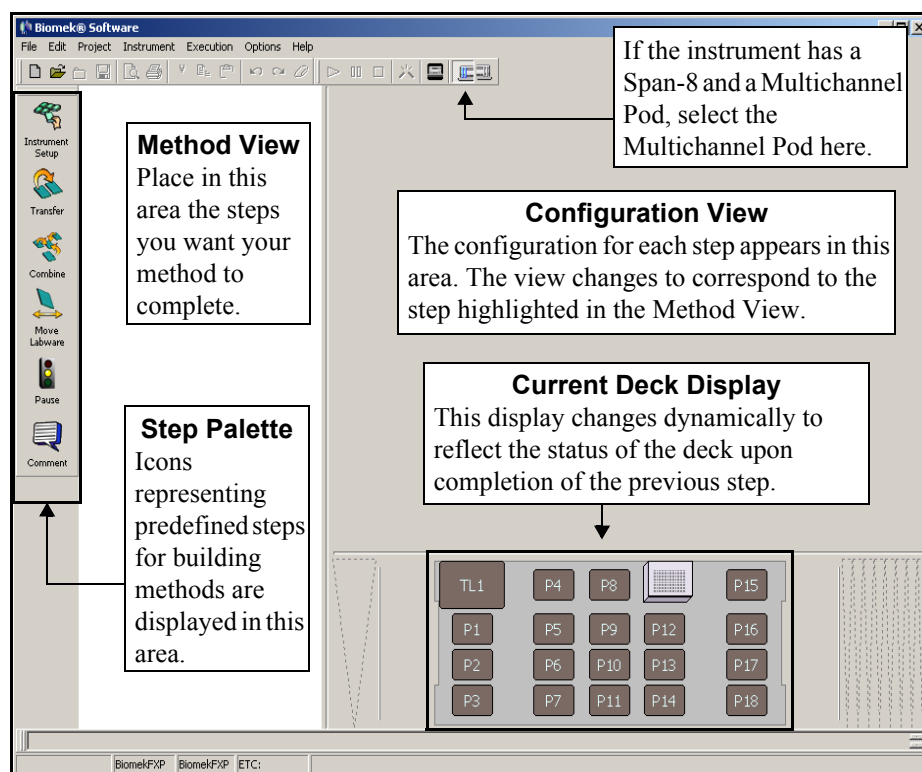 Biomek® Software
File Edit Project Instrument Execution Options Help
If the instrument has a
Span-8 and a Multichannel
Pod, select the
Multichannel Pod here.
Instrument
Setup
Transfer
Combine
Move
Labware
Pause
Comment
Method View
Place in this
area the steps
you want your
method to
complete.
Configuration View
The configuration for each step appears in this
area. The view changes to correspond to the
step highlighted in the Method View.
Current Deck Display
This display changes dynamically to
reflect the status of the deck upon
completion of the previous step.
Step Palette
Icons
representing
predefined steps
for building
methods are
displayed in this
area.
TL1 P4 P8 P15
P1 P5 P9 P12 P16
P2 P6 P10 P13 P17
P3 P7 P11 P14 P18
BiomekFXP BiomekFXP ETC: